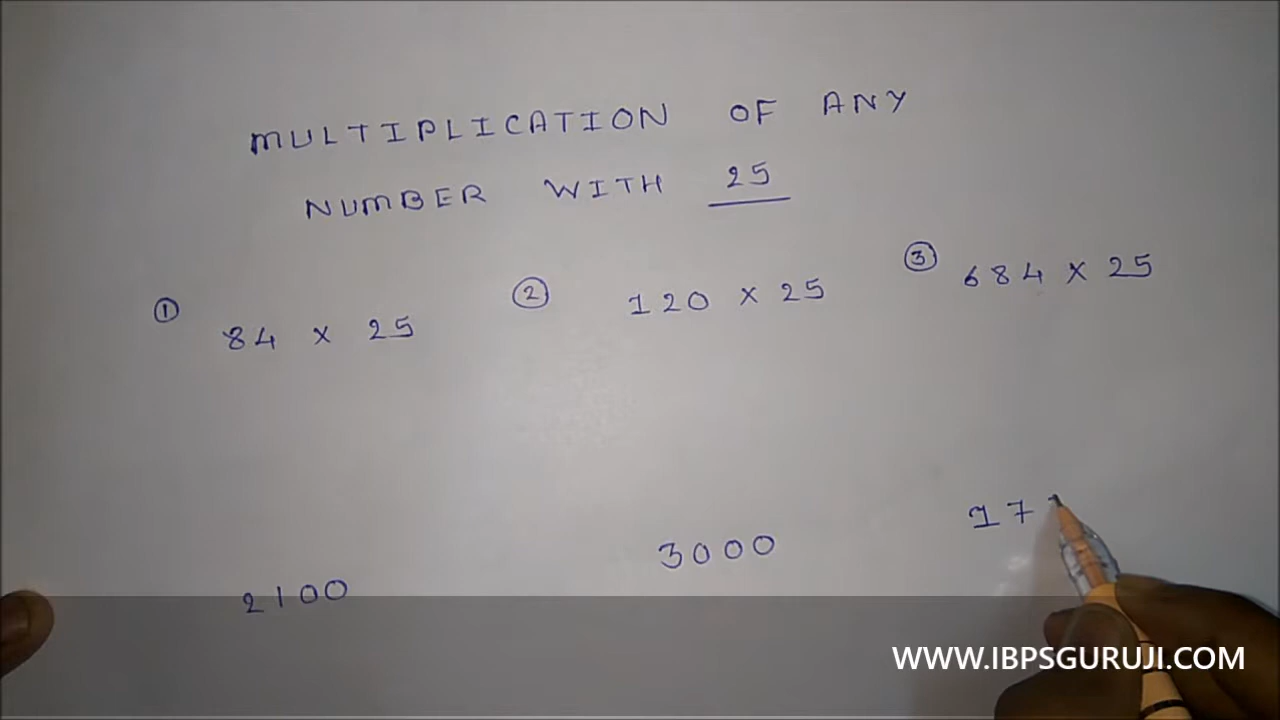 MULTIPLICATION OF ANY
NUMBER WITH 25
① 84 x 25
② 120 x 25
③ 684 x 25
2100
3000
17
WWW.IBPSGURUJI.COM